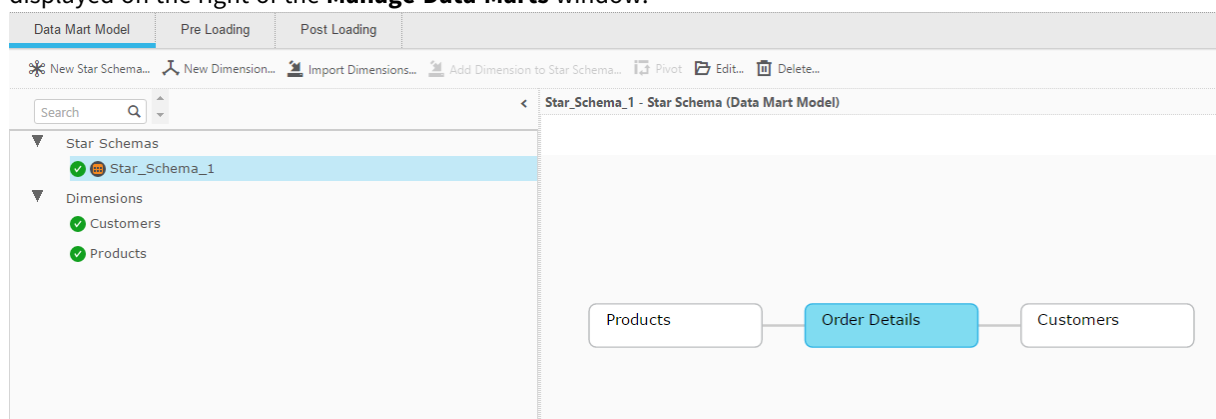 displayed on the right of the Manage Data Marts window.
Data Mart Model Pre Loading Post Loading
New Star Schema... New Dimension... Import Dimensions... Add Dimension to Star Schema... Pivot Edit... Delete...
Search
Star_Schema_1 - Star Schema (Data Mart Model)
Star Schemas
Star_Schema_1
Dimensions
Customers
Products
Products Order Details Customers